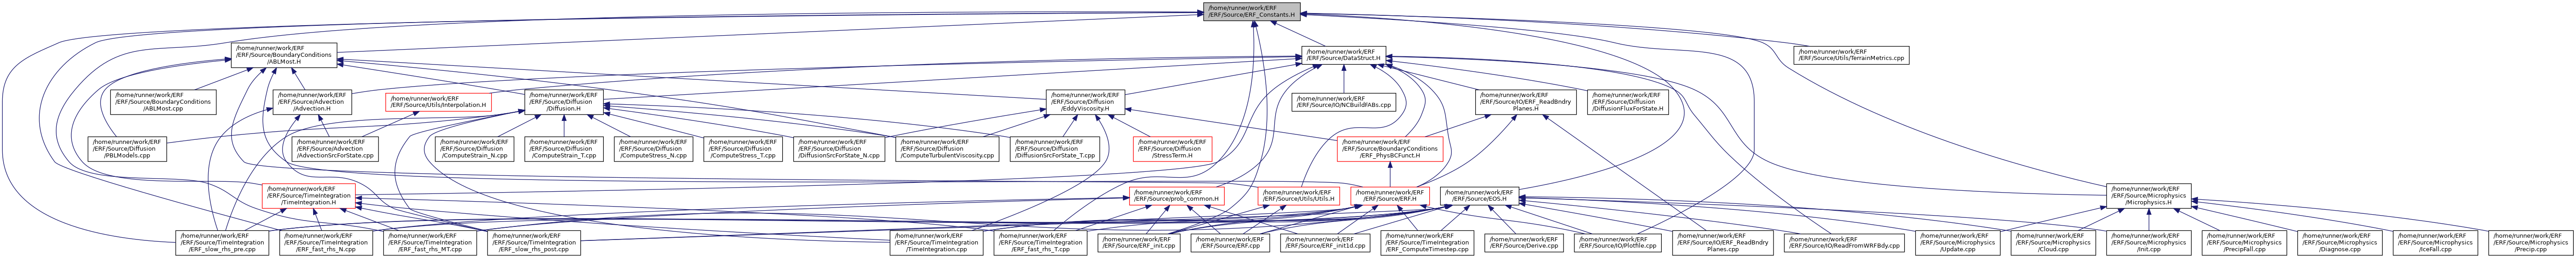 /home/runner/work/ERF
/ERF/Source/ERF_Constants.H
/home/runner/work/ERF
/ERF/Source/BoundaryConditions
/ABLMost.H
/home/runner/work/ERF
/ERF/Source/DataStruct.H
/home/runner/work/ERF
/ERF/Source/Utils/TerrainMetrics.cpp
/home/runner/work/ERF
/ERF/Source/BoundaryConditions
/ABLMost.cpp
/home/runner/work/ERF
/ERF/Source/Advection
/Advection.H
/home/runner/work/ERF
/ERF/Source/Utils/Interpolation.H
/home/runner/work/ERF
/ERF/Source/Diffusion
/Diffusion.H
/home/runner/work/ERF
/ERF/Source/Diffusion
/EddyViscosity.H
/home/runner/work/ERF
/ERF/Source/IO/NCBuildFABs.cpp
/home/runner/work/ERF
/ERF/Source/IO/ERF_ReadBndry
Planes.H
/home/runner/work/ERF
/ERF/Source/Diffusion
/DiffusionFluxForState.H
/home/runner/work/ERF
/ERF/Source/Diffusion
/PBLModels.cpp
/home/runner/work/ERF
/ERF/Source/Advection
/AdvectionSrcForState.cpp
/home/runner/work/ERF
/ERF/Source/Diffusion
/ComputeStrain_N.cpp
/home/runner/work/ERF
/ERF/Source/Diffusion
/ComputeStrain_T.cpp
/home/runner/work/ERF
/ERF/Source/Diffusion
/ComputeStress_N.cpp
/home/runner/work/ERF
/ERF/Source/Diffusion
/ComputeStress_T.cpp
/home/runner/work/ERF
/ERF/Source/Diffusion
/DiffusionSrcForState_N.cpp
/home/runner/work/ERF
/ERF/Source/Diffusion
/ComputeTurbulentViscosity.cpp
/home/runner/work/ERF
/ERF/Source/Diffusion
/DiffusionSrcForState_T.cpp
/home/runner/work/ERF
/ERF/Source/Diffusion
/StressTerm.H
/home/runner/work/ERF
/ERF/Source/BoundaryConditions
/ERF_PhysBCFunct.H
/home/runner/work/ERF
/ERF/Source/TimeIntegration
/TimeIntegration.H
/home/runner/work/ERF
/ERF/Source/prob_common.H
/home/runner/work/ERF
/ERF/Source/Utils/Utils.H
/home/runner/work/ERF
/ERF/Source/ERF.H
/home/runner/work/ERF
/ERF/Source/EOS.H
/home/runner/work/ERF
/ERF/Source/Microphysics
/Microphysics.H
/home/runner/work/ERF
/ERF/Source/TimeIntegration
/ERF_slow_rhs_pre.cpp
/home/runner/work/ERF
/ERF/Source/TimeIntegration
/ERF_fast_rhs_N.cpp
/home/runner/work/ERF
/ERF/Source/TimeIntegration
/ERF_fast_rhs_MT.cpp
/home/runner/work/ERF
/ERF/Source/TimeIntegration
/ERF_slow_rhs_post.cpp
/home/runner/work/ERF
/ERF/Source/TimeIntegration
/TimeIntegration.cpp
/home/runner/work/ERF
/ERF/Source/TimeIntegration
/ERF_fast_rhs_T.cpp
/home/runner/work/ERF
/ERF/Source/ERF_init.cpp
/home/runner/work/ERF
/ERF/Source/ERF.cpp
/home/runner/work/ERF
/ERF/Source/ERF_init1d.cpp
/home/runner/work/ERF
/ERF/Source/TimeIntegration
/ERF_ComputeTimestep.cpp
/home/runner/work/ERF
/ERF/Source/Derive.cpp
/home/runner/work/ERF
/ERF/Source/IO/Plotfile.cpp
/home/runner/work/ERF
/ERF/Source/IO/ERF_ReadBndry
Planes.cpp
/home/runner/work/ERF
/ERF/Source/IO/ReadFromWRFBdy.cpp
/home/runner/work/ERF
/ERF/Source/Microphysics
/Update.cpp
/home/runner/work/ERF
/ERF/Source/Microphysics
/Cloud.cpp
/home/runner/work/ERF
/ERF/Source/Microphysics
/Init.cpp
/home/runner/work/ERF
/ERF/Source/Microphysics
/PrecipFall.cpp
/home/runner/work/ERF
/ERF/Source/Microphysics
/Diagnose.cpp
/home/runner/work/ERF
/ERF/Source/Microphysics
/IceFall.cpp
/home/runner/work/ERF
/ERF/Source/Microphysics
/Precip.cpp